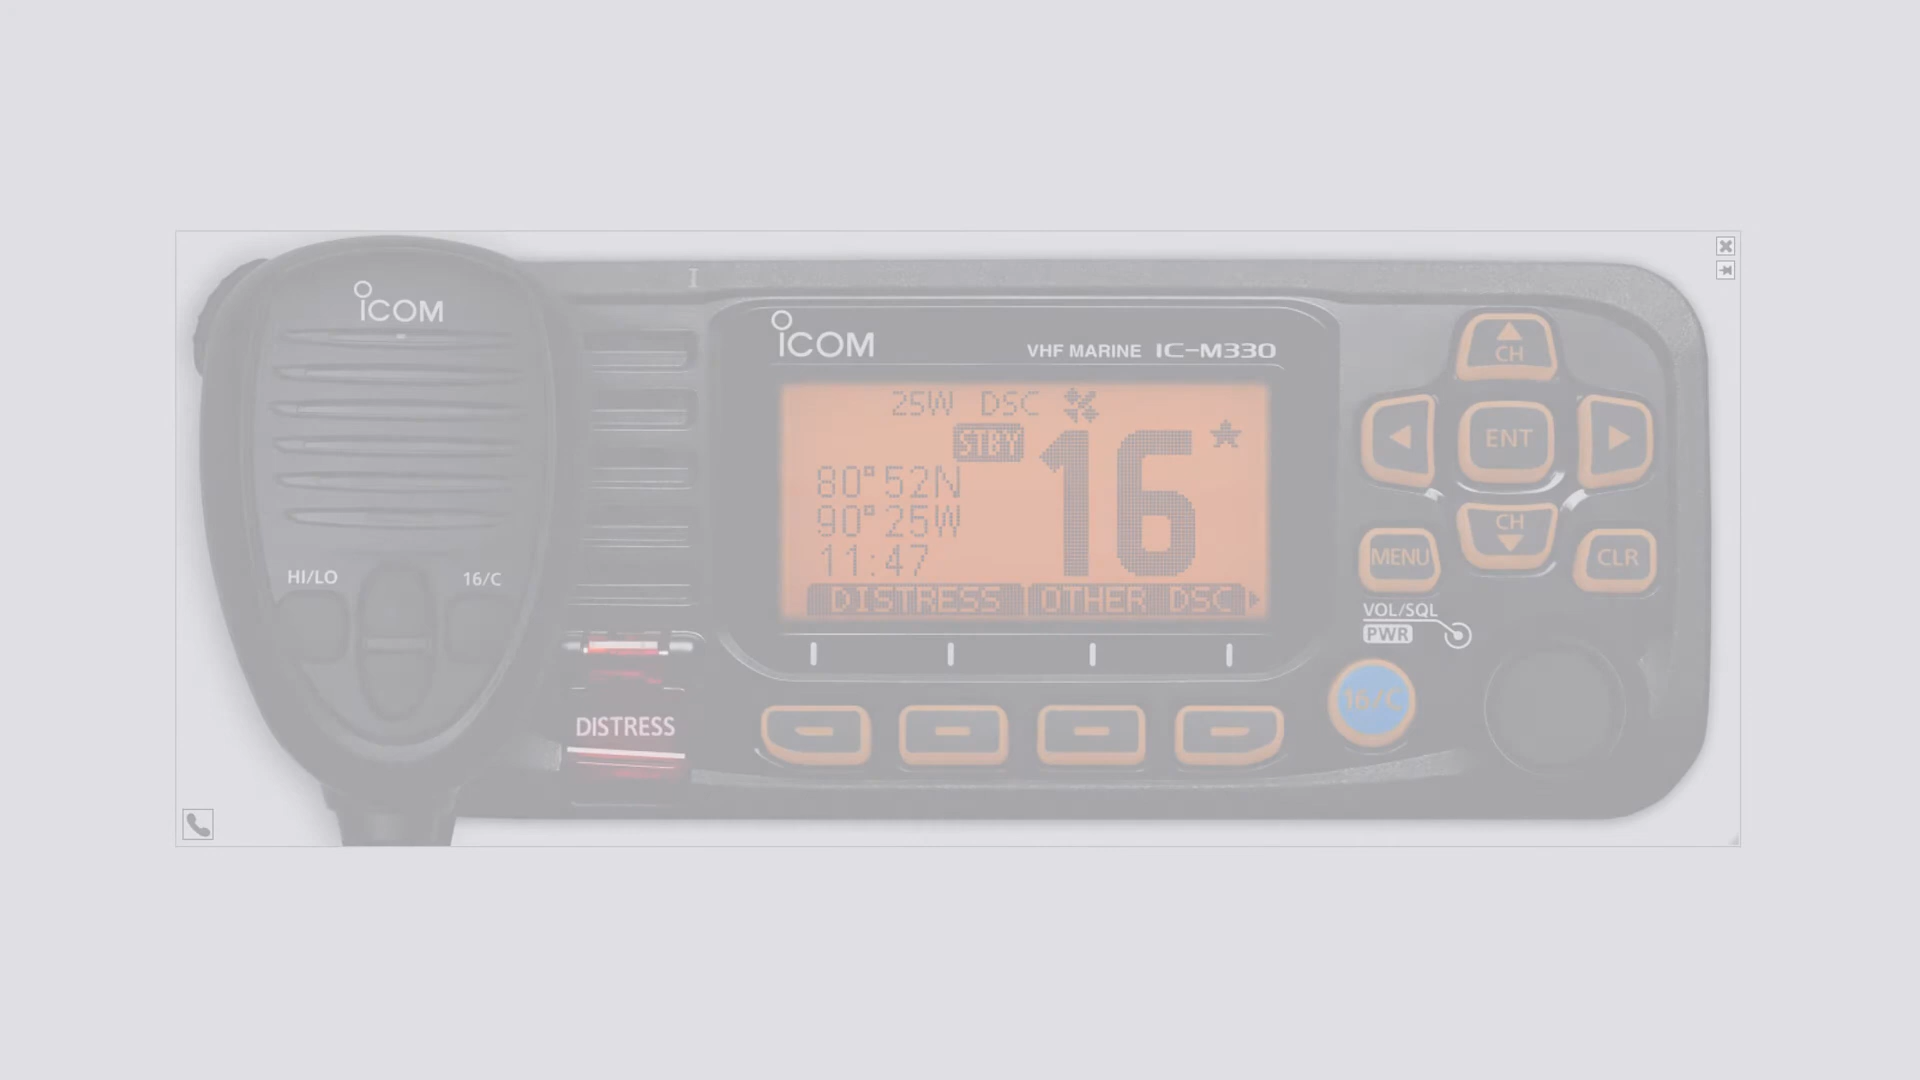 ICOM
HI/LO
16/C
DISTRESS
ICOM
VHF MARINE IC-M330
25W DSC
STBY
16
80°52N
90°25W
11:47
DISTRESS
OTHER DSC
CH
ENT
CH
MENU
CLR
VOL/SQL
PWR
16/C